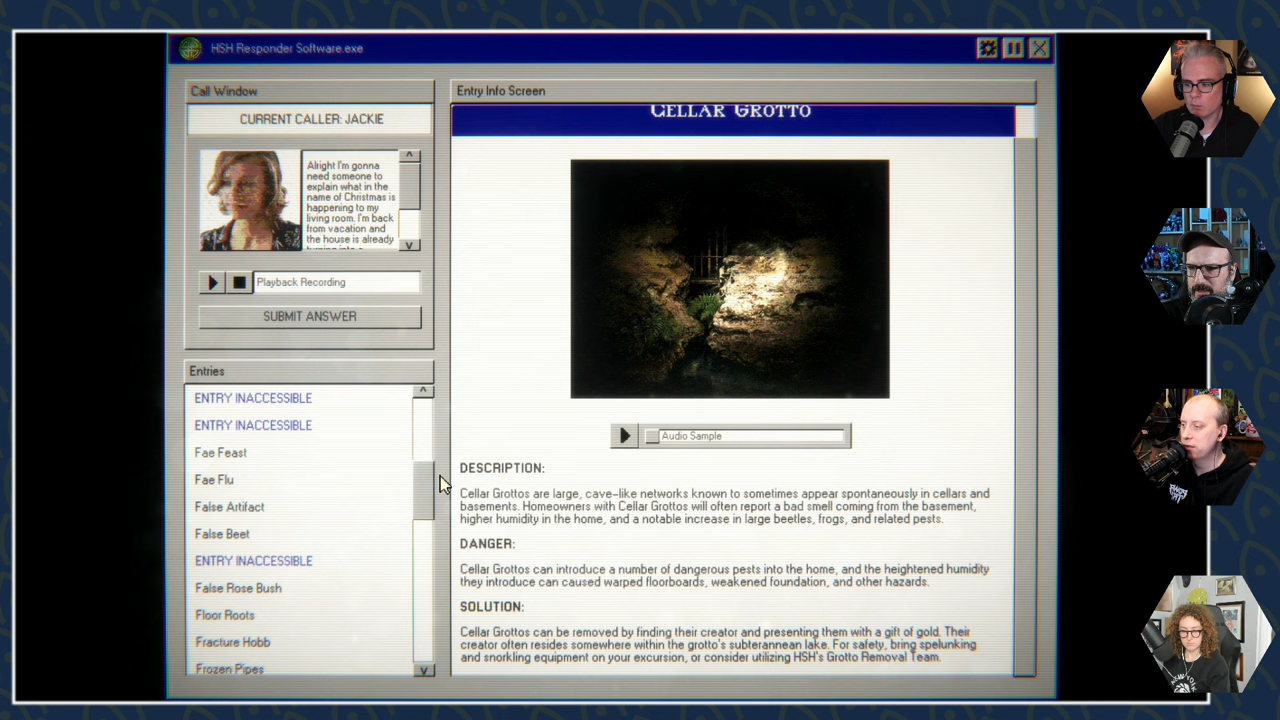 HSH Responder Software.exe
Call Window
CURRENT CALLER: JACKIE
Alright I'm gonna
need someone to
explain what in the
name of Christmas is
happening to my
living room. I'm back
from vacation and
the house is already
Playback Recording
SUBMIT ANSWER
Entries
ENTRY INACCESSIBLE
ENTRY INACCESSIBLE
Fae Feast
Fae Flu
False Artifact
False Beet
ENTRY INACCESSIBLE
False Rose Bush
Floor Roots
Fracture Hobb
Frozen Pipes
Entry Info Screen
CELLAR GROTTO
Audio Sample
DESCRIPTION:
Cellar Grottos are large, cave-like networks known to sometimes appear spontaneously in cellars and
basements. Homeowners with Cellar Grottos will often report a bad smell coming from the basement,
higher humidity in the home, and a notable increase in large beetles, frogs, and related pests.
DANGER:
Cellar Grottos can introduce a number of dangerous pests into the home, and the heightened humidity
they introduce can caused warped floorboards, weakened foundation, and other hazards.
SOLUTION:
Cellar Grottos can be removed by finding their creator and presenting them with a gift of gold. Their
creator often resides somewhere within the grotto's subterannean lake. For safety, bring spelunking
and snorkling equipment on your excursion, or consider utilizing HSH's Grotto Removal Team.